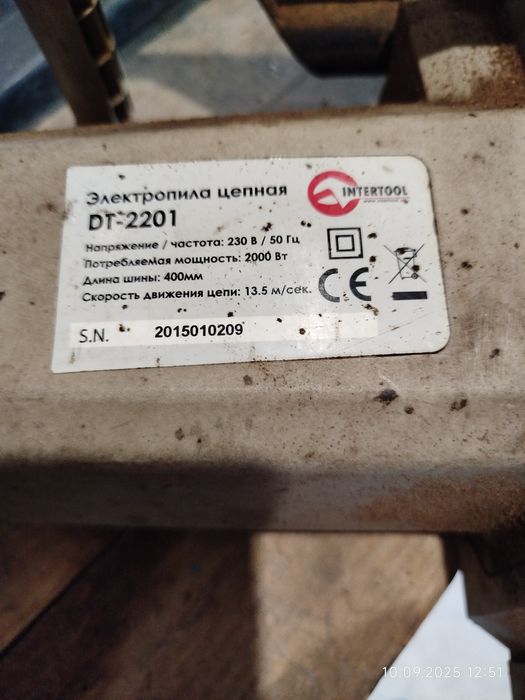 Электропила цепная
DT-2201
INTERTOOL
Напряжение / частота: 230 В / 50 Гц
Потребляемая мощность: 2000 Вт
Длина шины: 400мм
Скорость движения цепи: 13.5 м/сек.
CE
S.N. 2015010209
10.09.2025 12:51